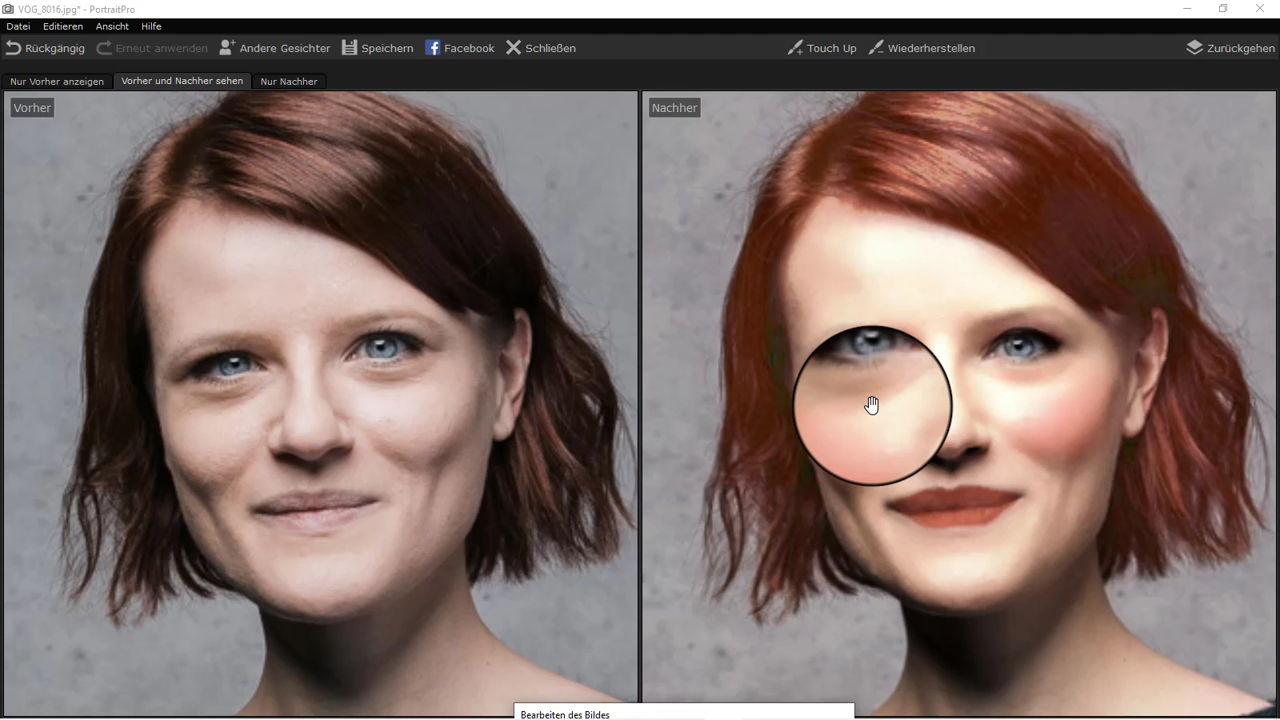 VOG_8016.jpg* - PortraitPro
Datei Editieren Ansicht Hilfe
Rückgängig Erneut anwenden Andere Gesichter Speichern Facebook Schließen Touch Up Wiederherstellen Zurückgehen
Nur Vorher anzeigen Vorher und Nachher sehen Nur Nachher
Vorher Nachher
Bearbeiten des Bildes